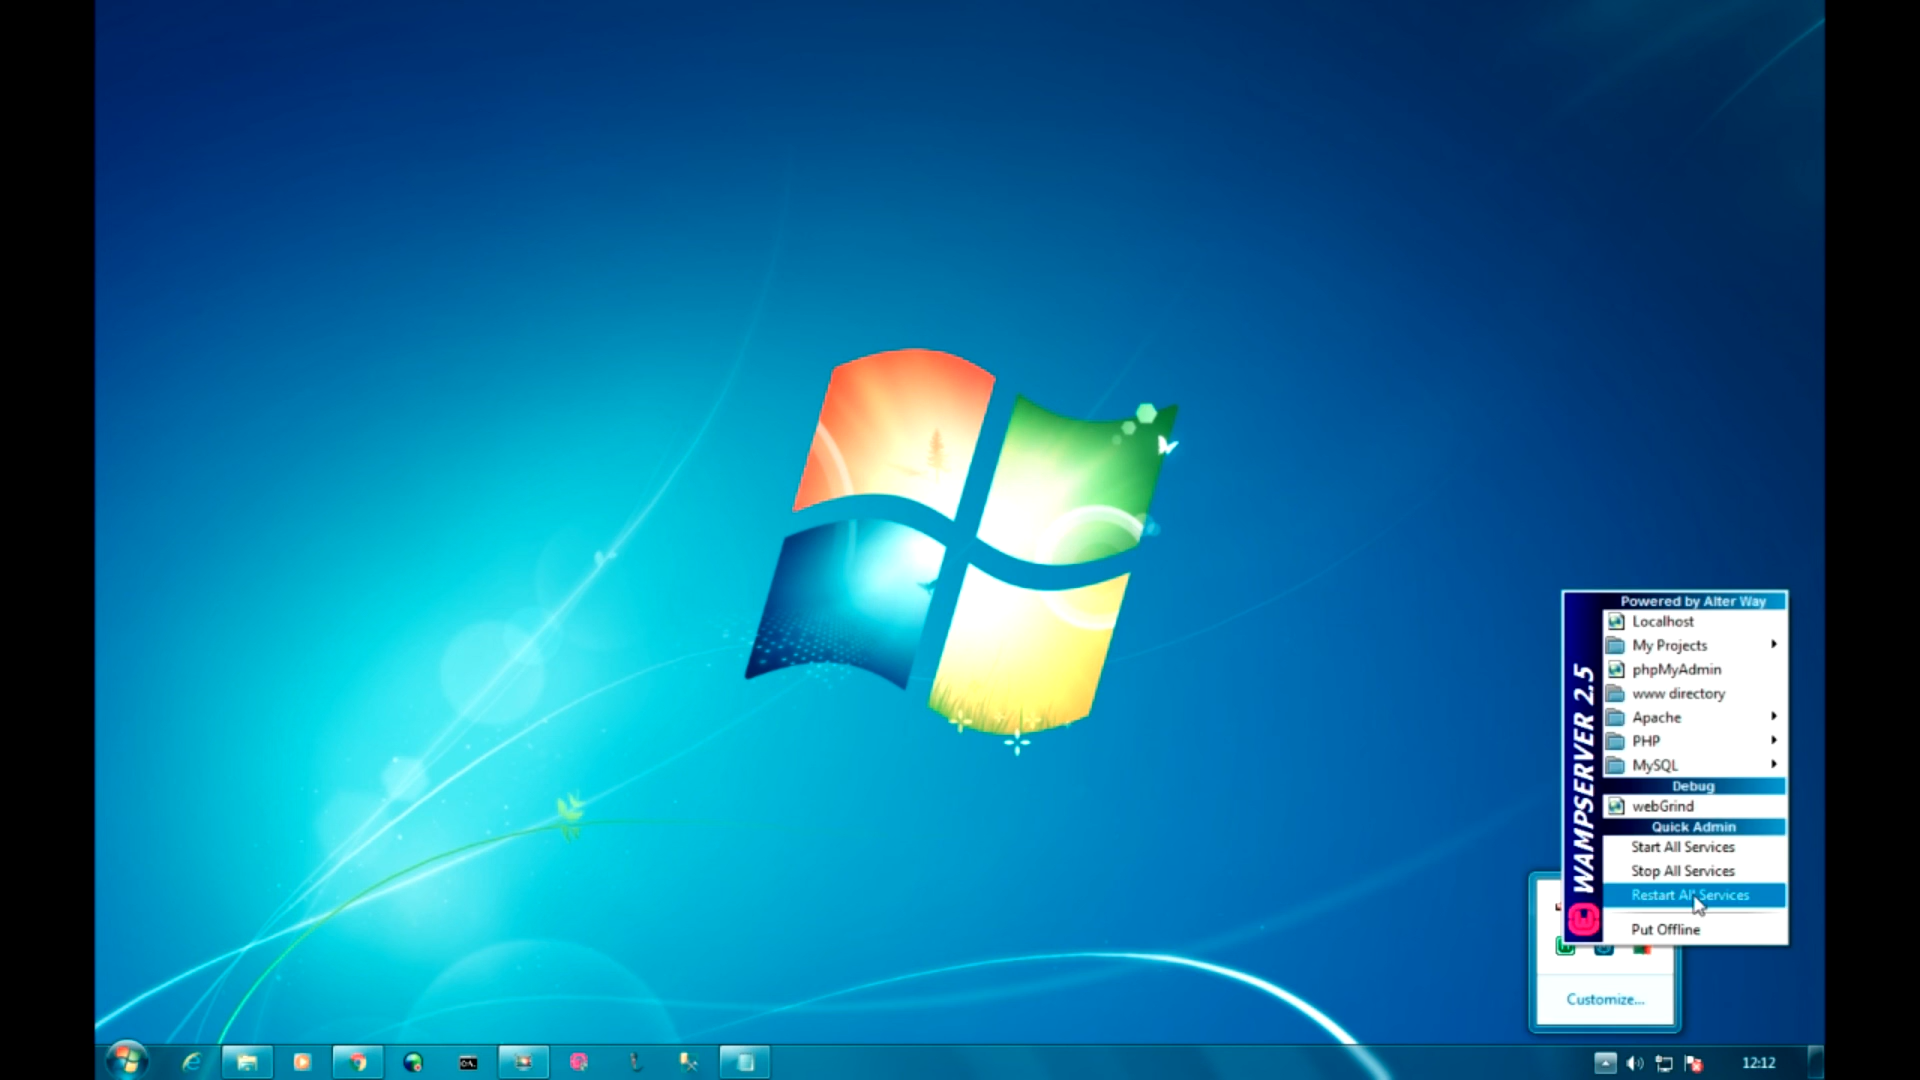 Powered by Alter Way
Localhost
My Projects
phpMyAdmin
www directory
Apache
PHP
MySQL
Debug
webGrind
Quick Admin
Start All Services
Stop All Services
Restart All Services
Put Offline
WAMPSERVER 2.5
Customize...
12:12